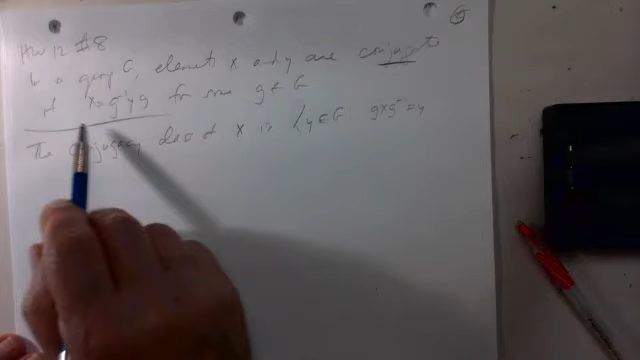 HW 12 #8
In a group G, elements x and y are conjugate
if x = g⁻¹yg for some g ∈ G
The conjugacy class of x is {y ∈ G: gxg⁻¹ = y